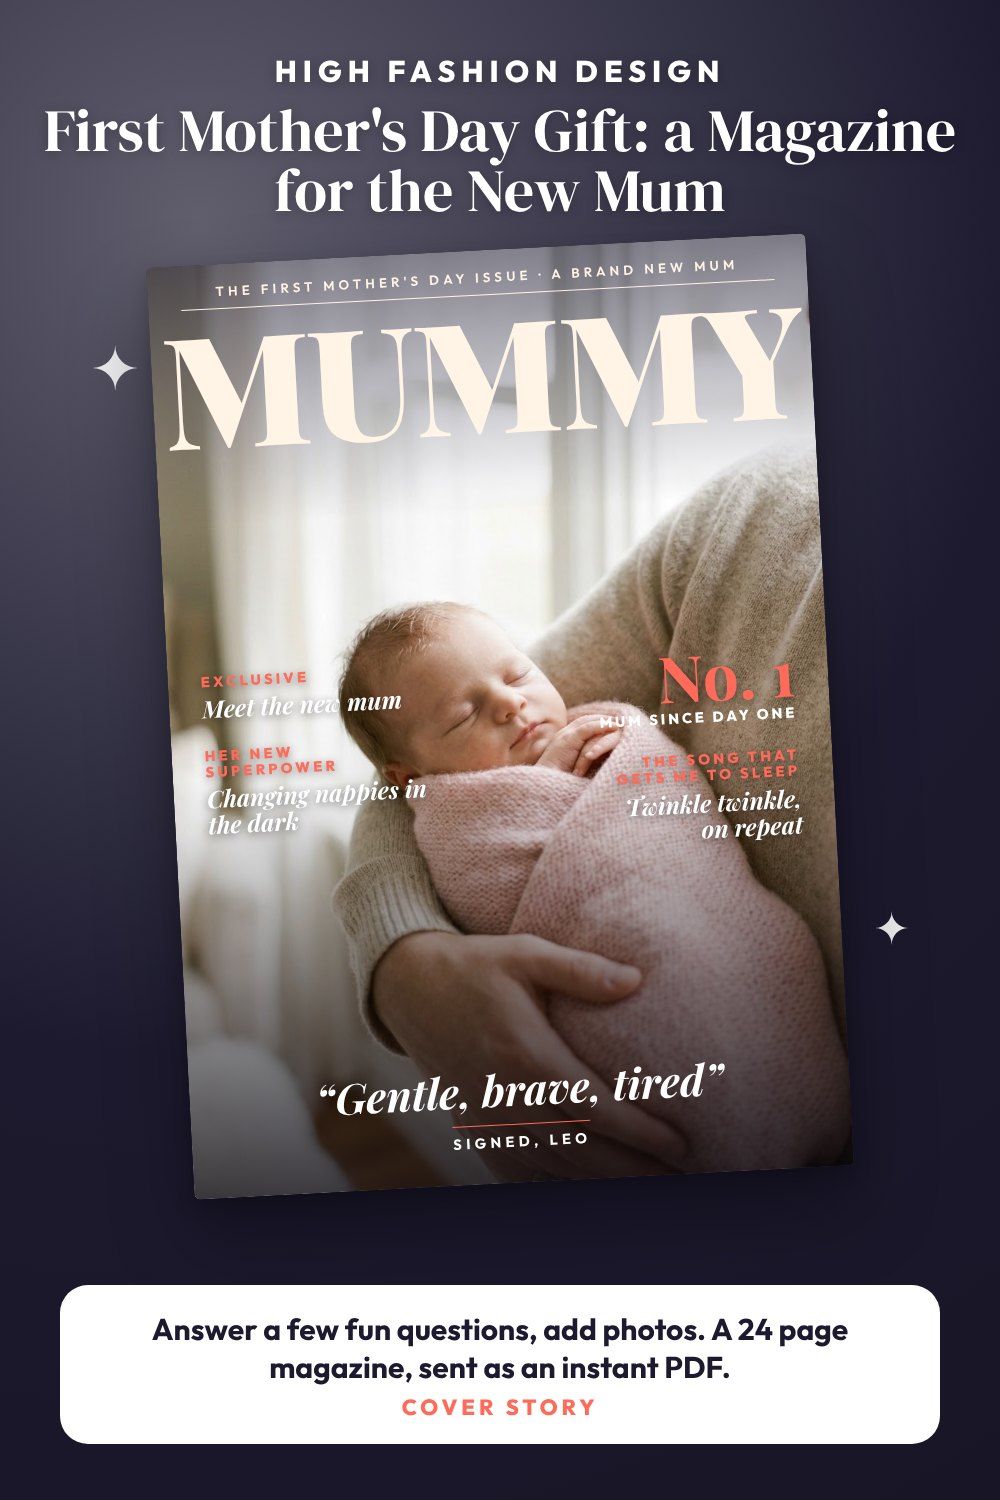 HIGH FASHION DESIGN
First Mother's Day Gift: a Magazine
for the New Mum
THE FIRST MOTHER'S DAY ISSUE · A BRAND NEW MUM
MUMMY
EXCLUSIVE
Meet the new mum
HER NEW
SUPERPOWER
Changing nappies in
the dark
No. 1
MUM SINCE DAY ONE
THE SONG THAT
GETS ME TO SLEEP
Twinkle twinkle,
on repeat
“Gentle, brave, tired”
SIGNED, LEO
Answer a few fun questions, add photos. A 24 page
magazine, sent as an instant PDF.
COVER STORY